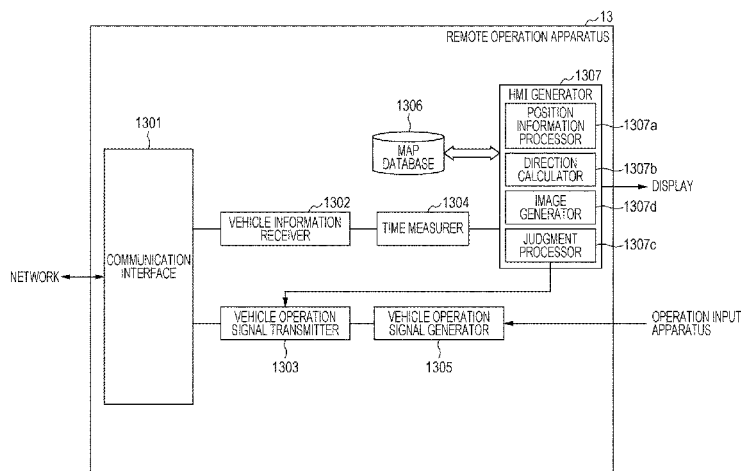 13
REMOTE OPERATION APPARATUS
1307
HMI GENERATOR
POSITION
INFORMATION
PROCESSOR
1307a
1306
MAP
DATABASE
DIRECTION
CALCULATOR
1307b
DISPLAY
IMAGE
GENERATOR
1307d
JUDGMENT
PROCESSOR
1307c
1301
COMMUNICATION
INTERFACE
1302
VEHICLE INFORMATION
RECEIVER
1304
TIME MEASURER
NETWORK
VEHICLE OPERATION
SIGNAL TRANSMITTER
1303
VEHICLE OPERATION
SIGNAL GENERATOR
1305
OPERATION INPUT
APPARATUS